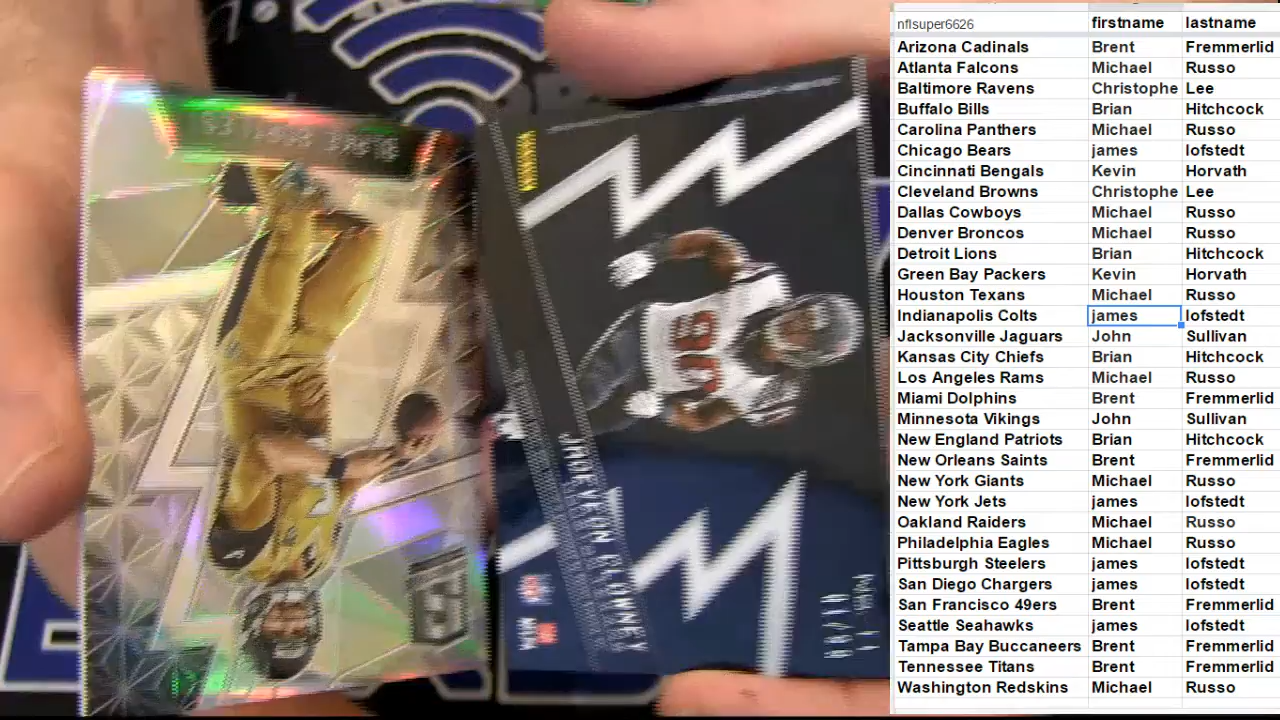 nflsuper6626 firstname lastname
Arizona Cadinals Brent Fremmerlid
Atlanta Falcons Michael Russo
Baltimore Ravens Christophe Lee
Buffalo Bills Brian Hitchcock
Carolina Panthers Michael Russo
Chicago Bears james lofstedt
Cincinnati Bengals Kevin Horvath
Cleveland Browns Christophe Lee
Dallas Cowboys Michael Russo
Denver Broncos Michael Russo
Detroit Lions Brian Hitchcock
Green Bay Packers Kevin Horvath
Houston Texans Michael Russo
Indianapolis Colts james lofstedt
Jacksonville Jaguars John Sullivan
Kansas City Chiefs Brian Hitchcock
Los Angeles Rams Michael Russo
Miami Dolphins Brent Fremmerlid
Minnesota Vikings John Sullivan
New England Patriots Brian Hitchcock
New Orleans Saints Brent Fremmerlid
New York Giants Michael Russo
New York Jets james lofstedt
Oakland Raiders Michael Russo
Philadelphia Eagles Michael Russo
Pittsburgh Steelers james lofstedt
San Diego Chargers james lofstedt
San Francisco 49ers Brent Fremmerlid
Seattle Seahawks james lofstedt
Tampa Bay Buccaneers Brent Fremmerlid
Tennessee Titans Brent Fremmerlid
Washington Redskins Michael Russo
JADEVEON CLOWNEY